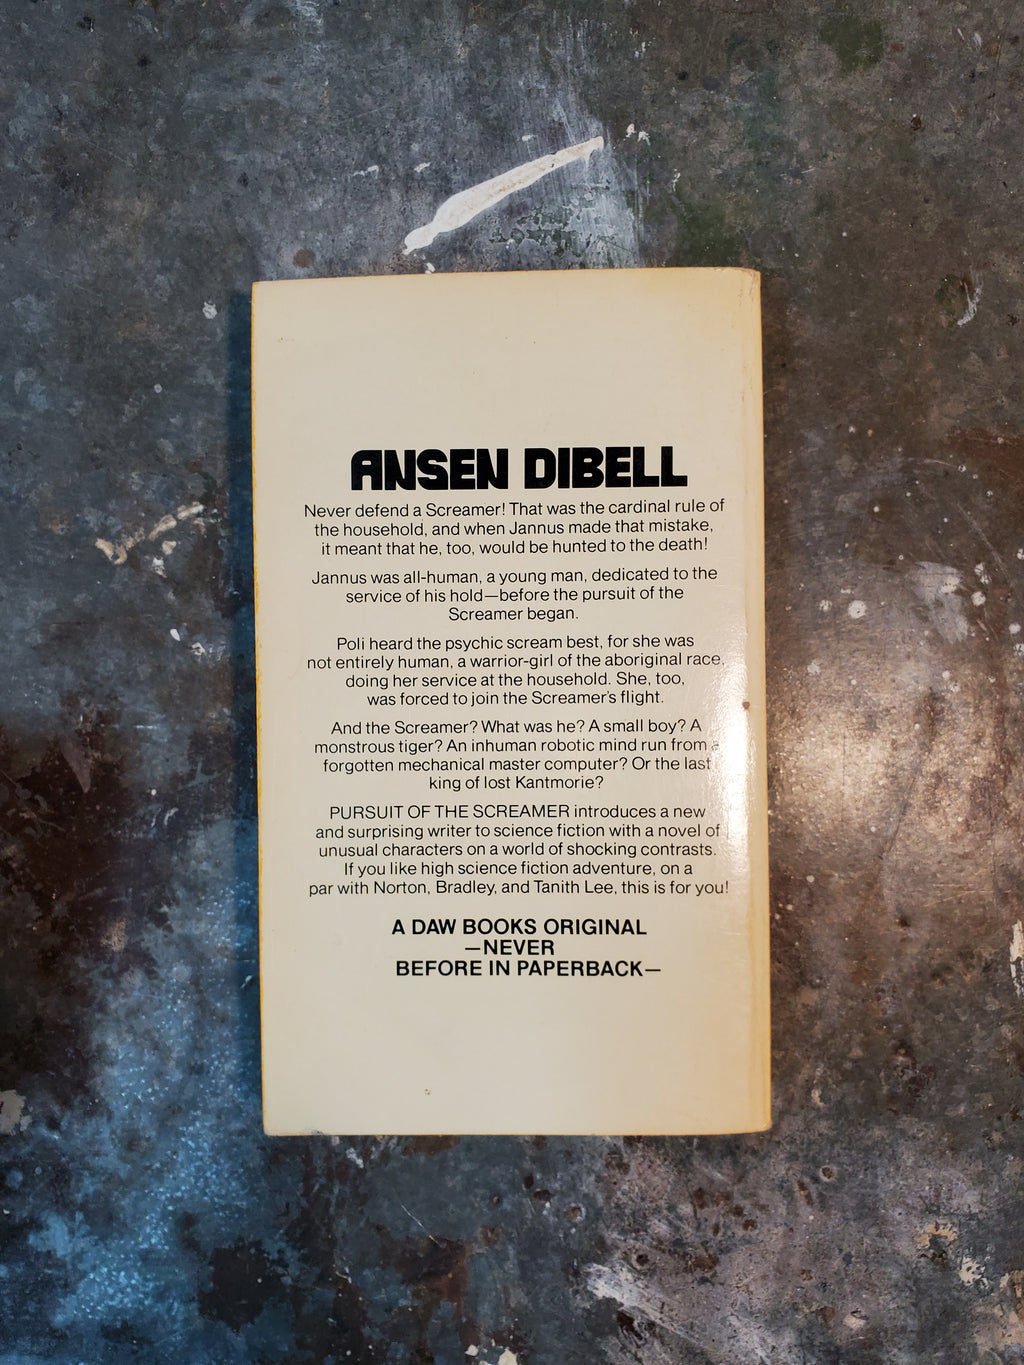 ANSEN DIBELL
Never defend a Screamer! That was the cardinal rule of
the household, and when Jannus made that mistake,
it meant that he, too, would be hunted to the death!
Jannus was all-human, a young man, dedicated to the
service of his hold—before the pursuit of the
Screamer began.
Poli heard the psychic scream best, for she was
not entirely human, a warrior-girl of the aboriginal race,
doing her service at the household. She, too,
was forced to join the Screamer's flight.
And the Screamer? What was he? A small boy? A
monstrous tiger? An inhuman robotic mind run from a
forgotten mechanical master computer? Or the last
king of lost Kantmorie?
PURSUIT OF THE SCREAMER introduces a new
and surprising writer to science fiction with a novel of
unusual characters on a world of shocking contrasts.
If you like high science fiction adventure, on a
par with Norton, Bradley, and Tanith Lee, this is for you!
A DAW BOOKS ORIGINAL
—NEVER
BEFORE IN PAPERBACK—